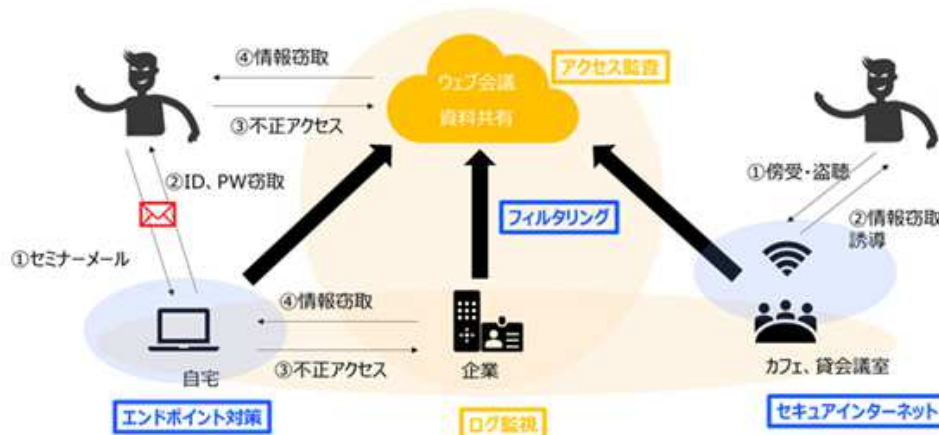 ④情報窃取
ウェブ会議
資料共有
アクセス監査
③不正アクセス
②ID、PW窃取
①傍受・盗聴
フィルタリング
②情報窃取
誘導
①セミナーメール
④情報窃取
自宅
③不正アクセス
企業
カフェ、貸会議室
エンドポイント対策
ログ監視
セキュアインターネット